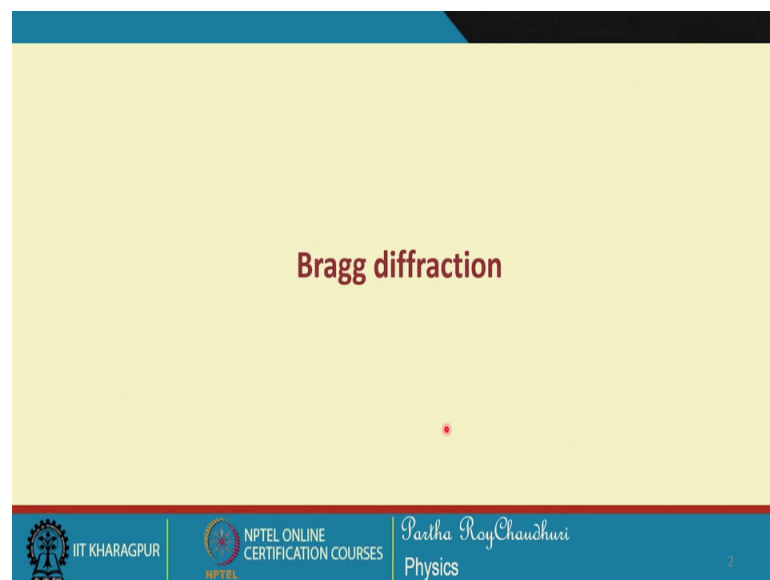 Bragg diffraction
IIT KHARAGPUR
NPTEL
NPTEL ONLINE
CERTIFICATION COURSES
Partha RoyChaudhuri
Physics
2